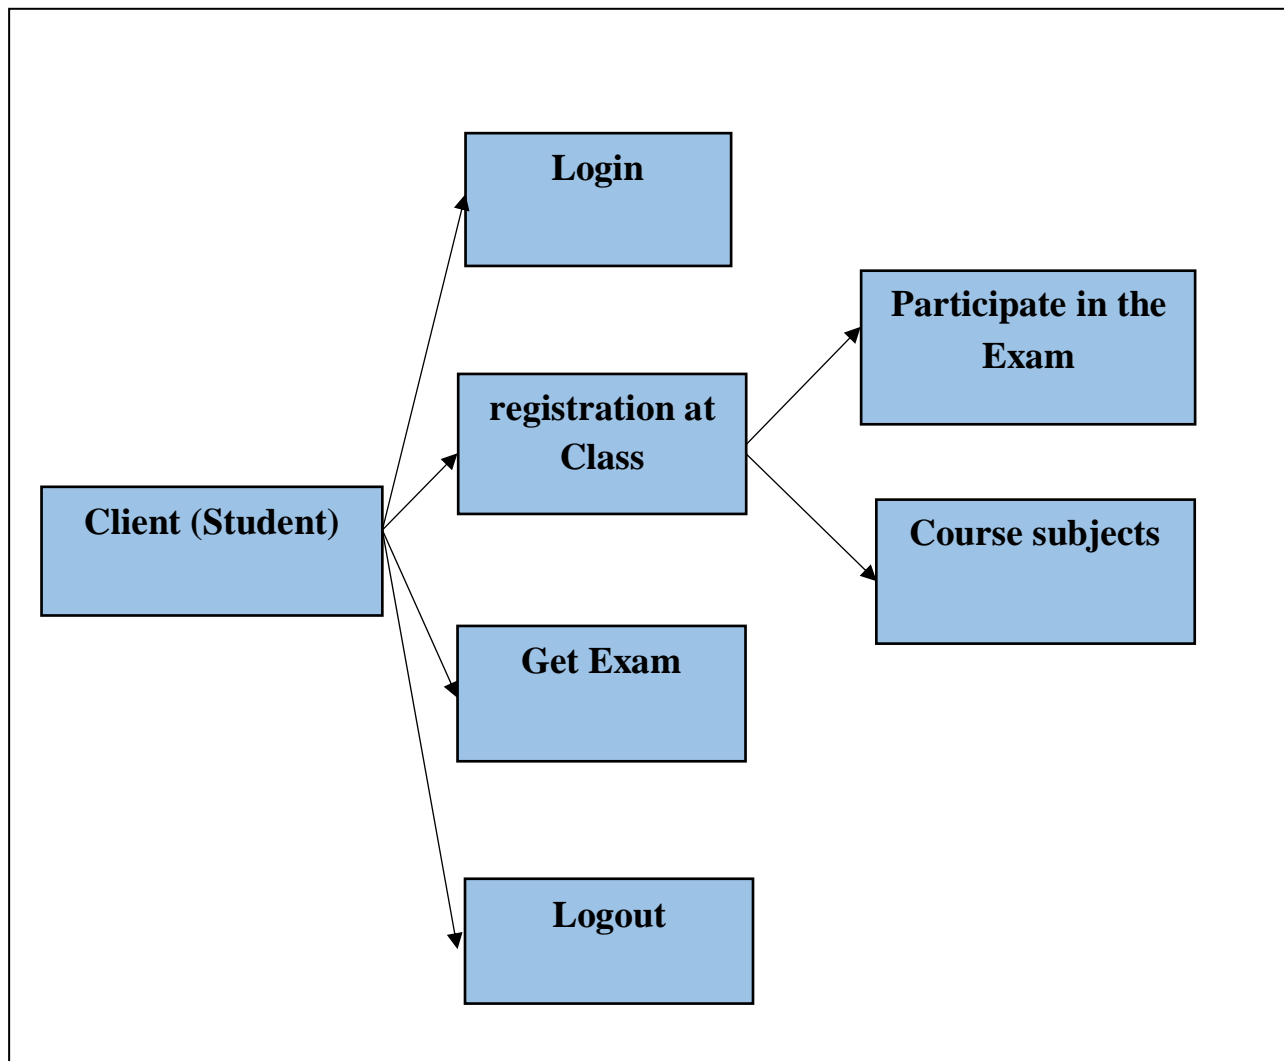 Login
Participate in the
Exam
registration at
Class
Client (Student)
Course subjects
Get Exam
Logout